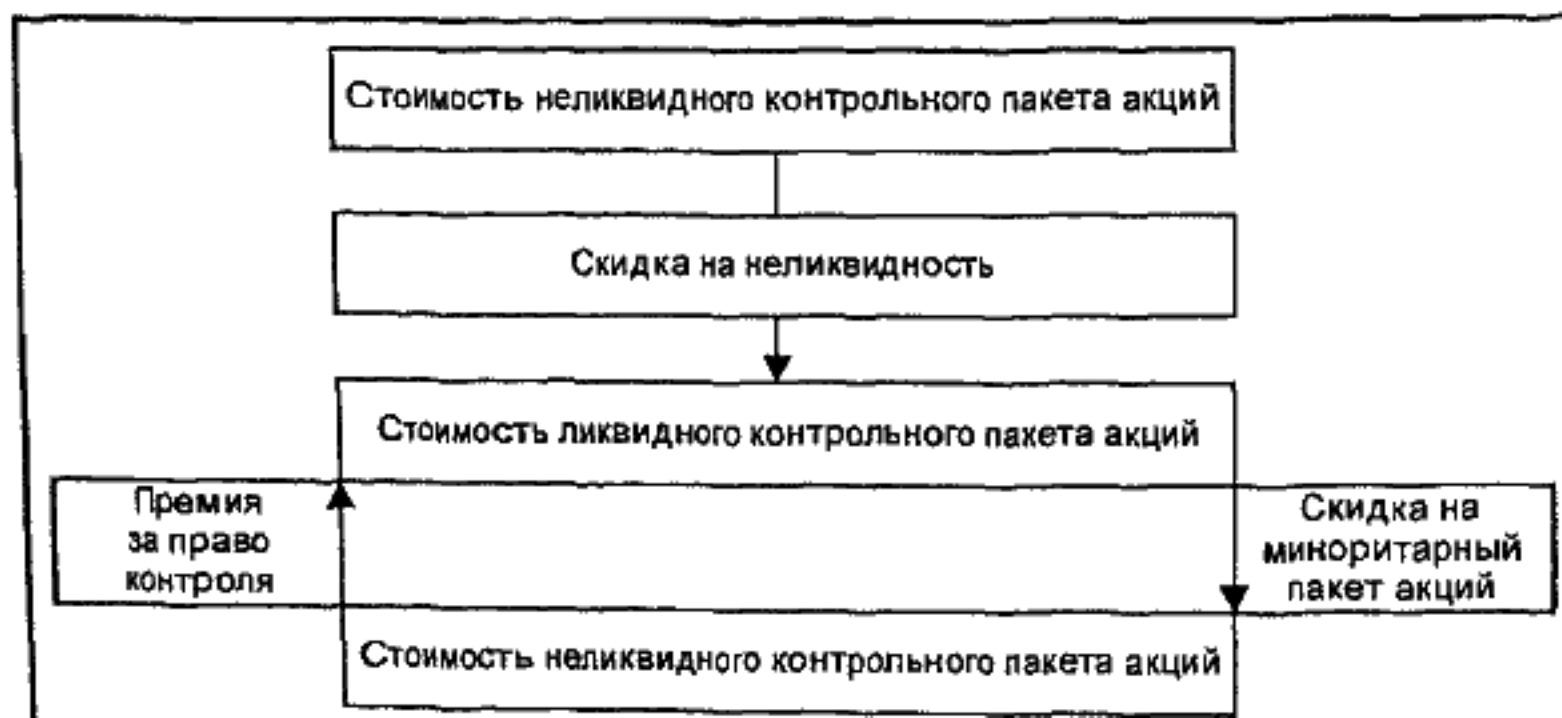 Стоимость неликвидного контрольного пакета акций
Скидка на неликвидность
Стоимость ликвидного контрольного пакета акций
Премия
за право
контроля
Скидка на
миноритарный
пакет акций
Стоимость неликвидного контрольного пакета акций